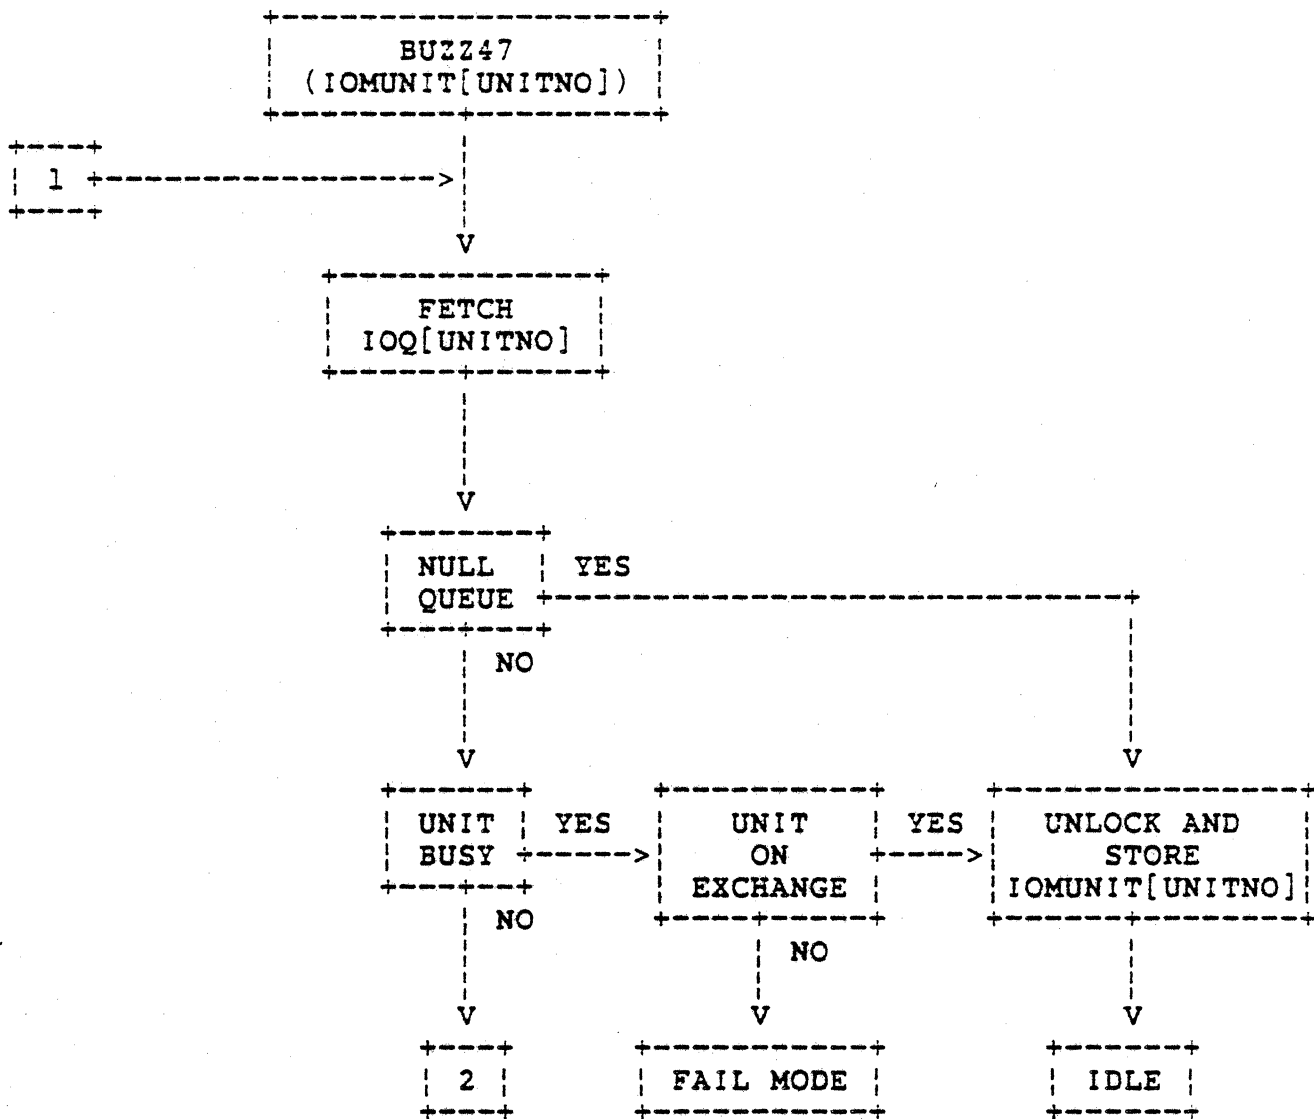 BUZZ47
(IOMUNIT[UNITNO])
1
FETCH
IOQ[UNITNO]
NULL YES
QUEUE
NO
UNIT YES UNIT YES UNLOCK AND
BUSY ON STORE
EXCHANGE IOMUNIT[UNITNO]
NO
NO
2 FAIL MODE IDLE